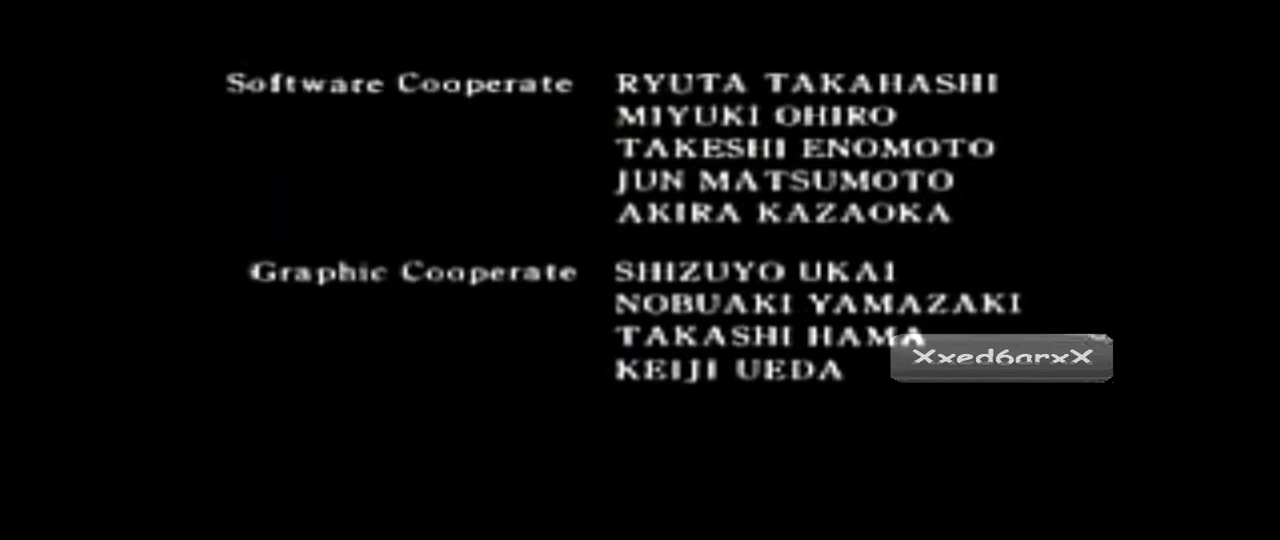 Software Cooperate RYUTA TAKAHASHI
MIYUKI OHIRO
TAKESHI ENOMOTO
JUN MATSUMOTO
AKIRA KAZAOKA
Graphic Cooperate SHIZUYO UKAI
NOBUAKI YAMAZAKI
TAKASHI HAMA
KEIJI UEDA
Xxed6arxX